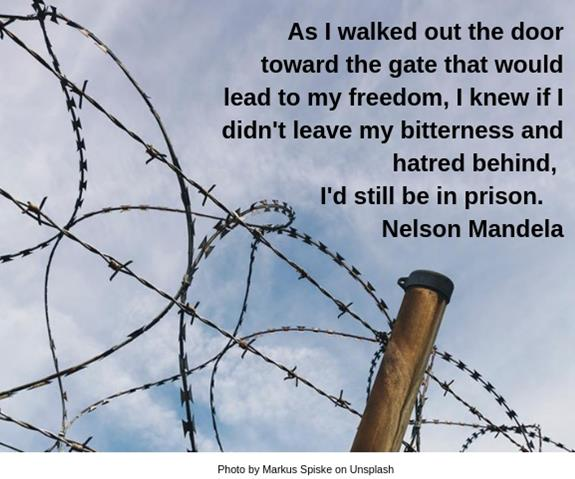 As I walked out the door
toward the gate that would
lead to my freedom, I knew if I
didn't leave my bitterness and
hatred behind,
I'd still be in prison.
Nelson Mandela
Photo by Markus Spiske on Unsplash